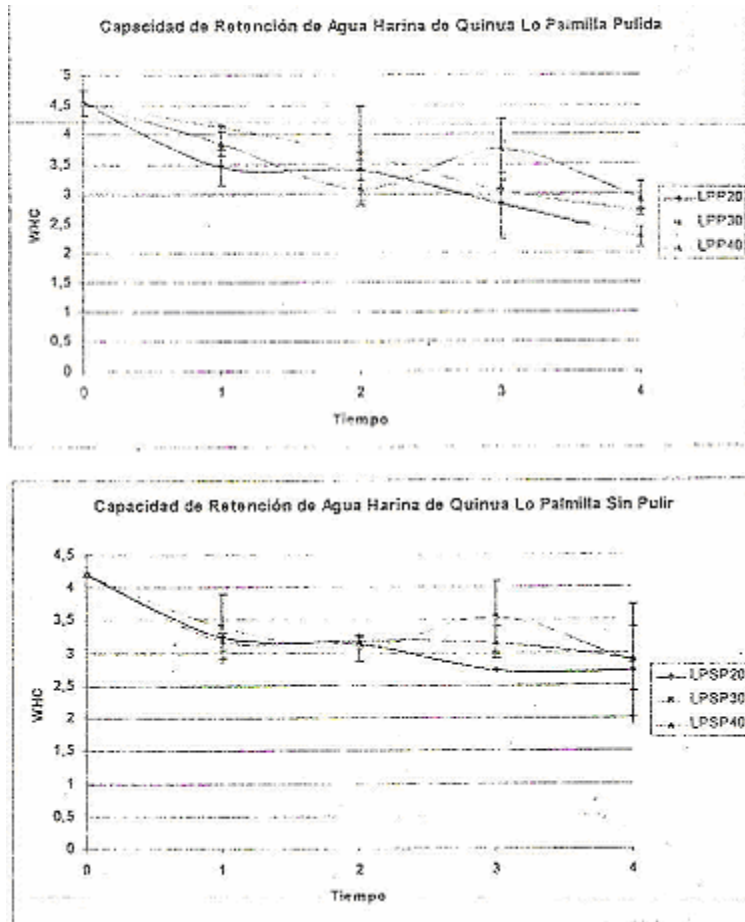 Capacidad de Retención de Agua Harina de Quinua Lo Palmilla Pulida
5
4,5
4
3,5
3
2,5
2
1,5
1
0,5
0
WHC
0 1 2 3 4
Tiempo
LPP20
LPP30
LPP40
Capacidad de Retención de Agua Harina de Quinua Lo Palmilla Sin Pulir
4,5
4
3,5
3
2,5
2
1,5
1
0,5
0
WHC
0 1 2 3 4
Tiempo
LPSP20
LPSP30
LPSP40